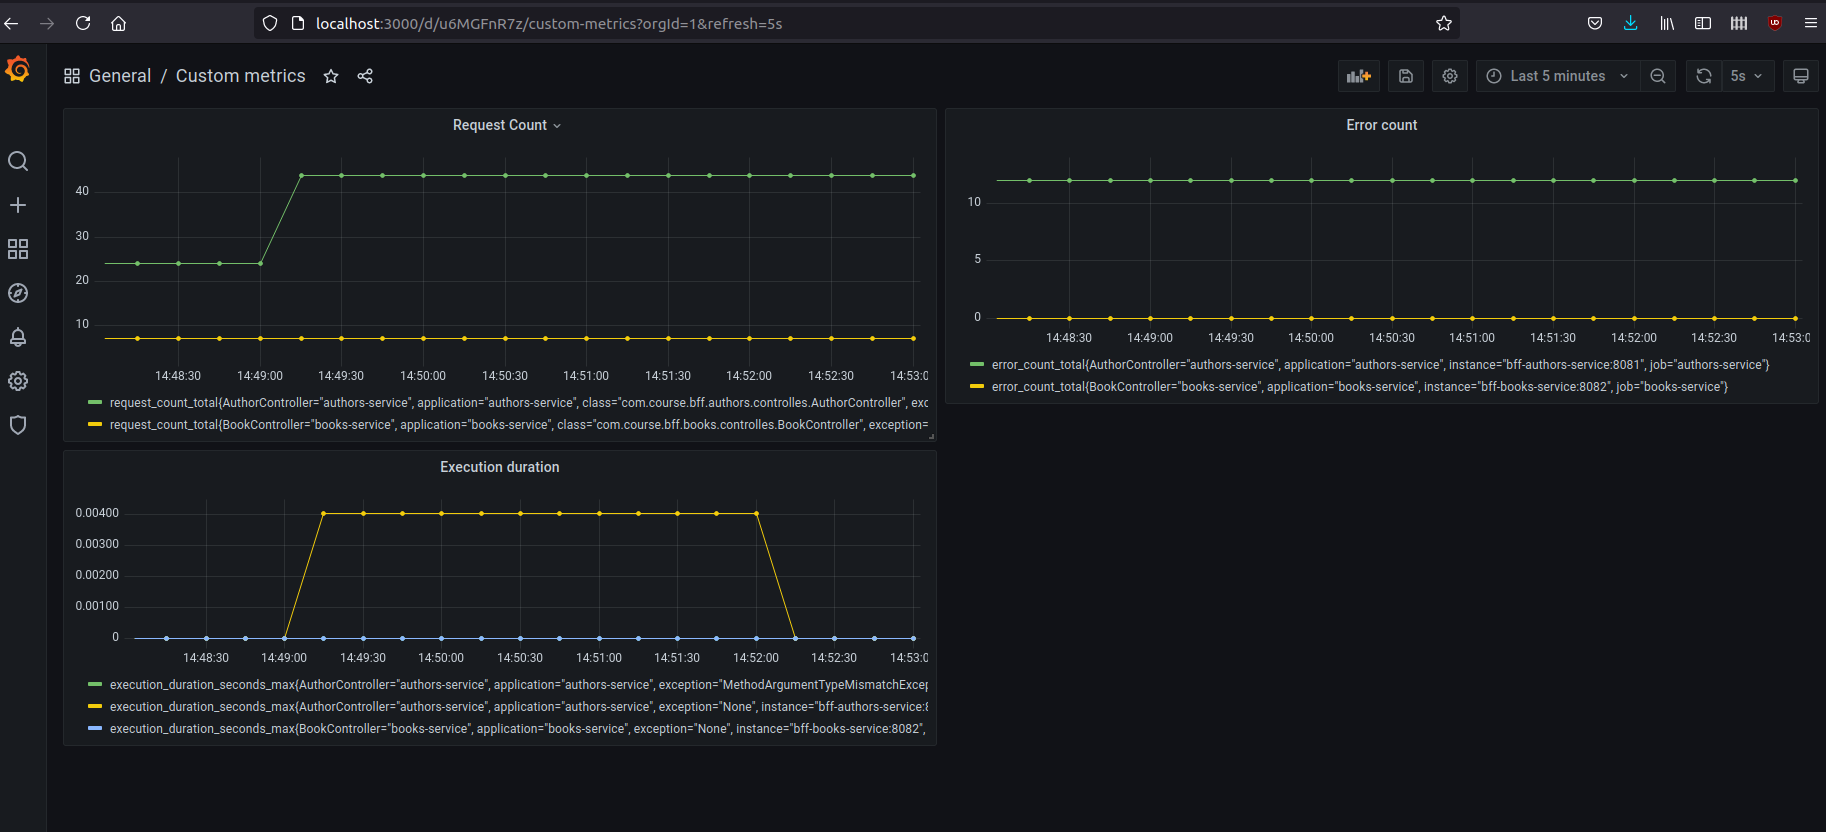 localhost:3000/d/u6MGFnR7z/custom-metrics?orgId=1&refresh=5s
General / Custom metrics
Last 5 minutes
5s
Request Count
40
30
20
10
14:48:30 14:49:00 14:49:30 14:50:00 14:50:30 14:51:00 14:51:30 14:52:00 14:52:30 14:53:0
request_count_total{AuthorController="authors-service", application="authors-service", class="com.course.bff.authors.controlles.AuthorController", exc
request_count_total{BookController="books-service", application="books-service", class="com.course.bff.books.controlles.BookController", exception=
Error count
10
5
0
14:48:30 14:49:00 14:49:30 14:50:00 14:50:30 14:51:00 14:51:30 14:52:00 14:52:30 14:53:0
error_count_total{AuthorController="authors-service", application="authors-service", instance="bff-authors-service:8081", job="authors-service"}
error_count_total{BookController="books-service", application="books-service", instance="bff-books-service:8082", job="books-service"}
Execution duration
0.00400
0.00300
0.00200
0.00100
0
14:48:30 14:49:00 14:49:30 14:50:00 14:50:30 14:51:00 14:51:30 14:52:00 14:52:30 14:53:0
execution_duration_seconds_max{AuthorController="authors-service", application="authors-service", exception="MethodArgumentTypeMismatchExcep
execution_duration_seconds_max{AuthorController="authors-service", application="authors-service", exception="None", instance="bff-authors-service:8
execution_duration_seconds_max{BookController="books-service", application="books-service", exception="None", instance="bff-books-service:8082",